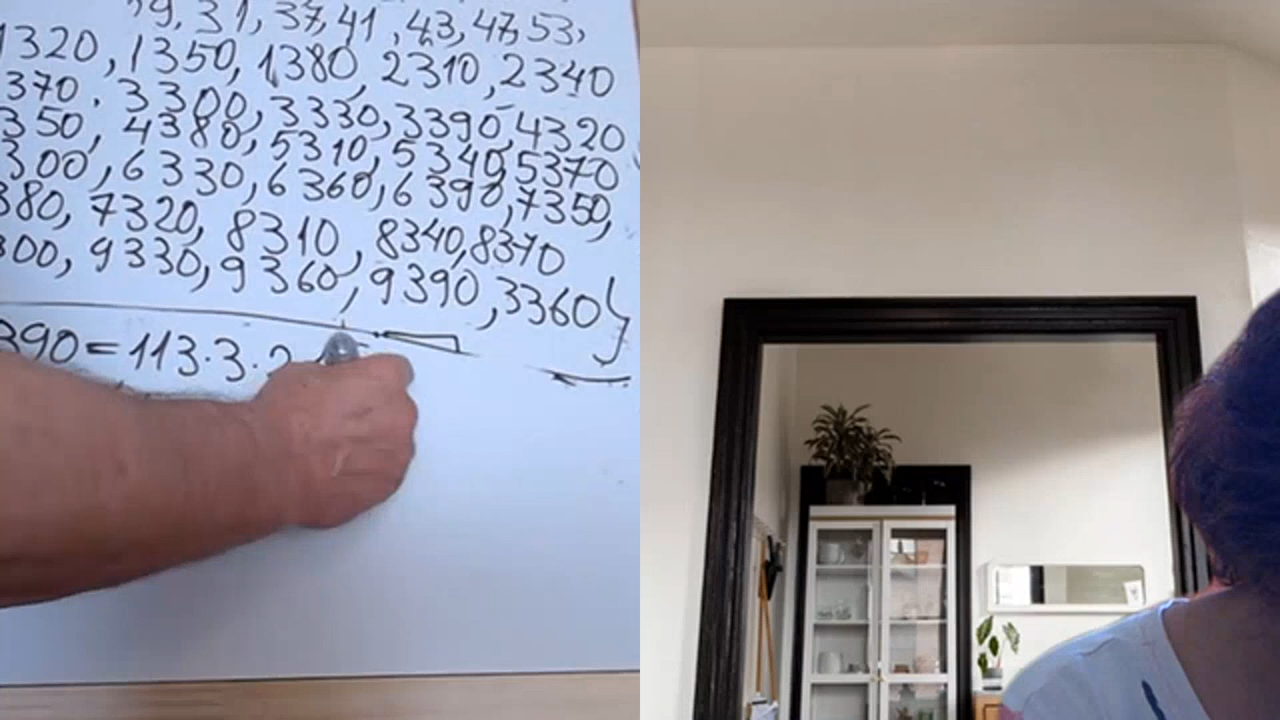 29, 31, 37, 41, 43, 47, 53,
1320, 1350, 1380, 2310, 2340
370, 3300, 3330, 3390, 4320
350, 4380, 5310, 5340, 5370
300, 6330, 6360, 6390, 7350,
380, 7320, 8310, 8340, 8370
300, 9330, 9360, 9390, 3360}
390 = 113·3·2